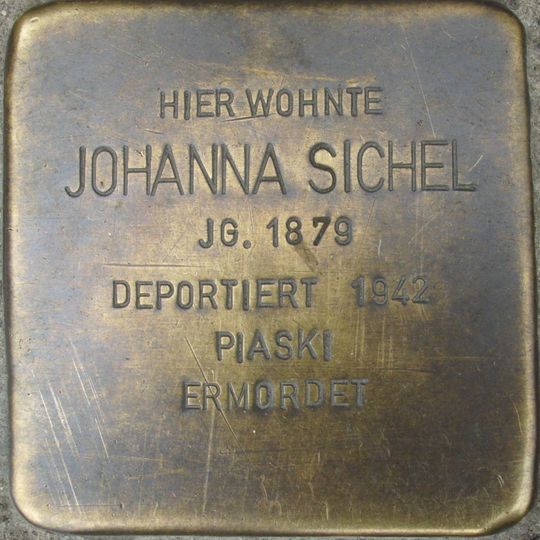 HIER WOHNTE
JOHANNA SICHEL
JG. 1879
DEPORTIERT 1942
PIASKI
ERMORDET